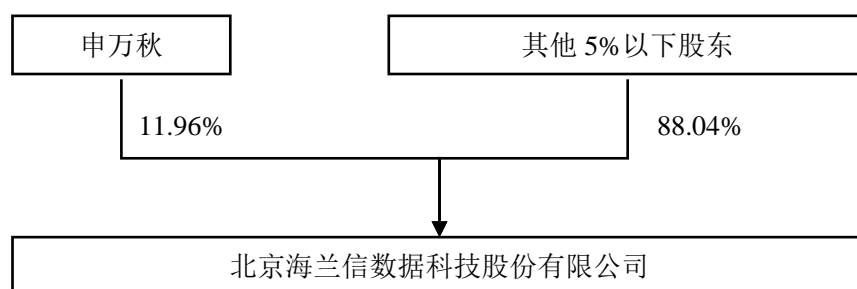 申万秋
其他 5%以下股东
11.96%
88.04%
北京海兰信数据科技股份有限公司